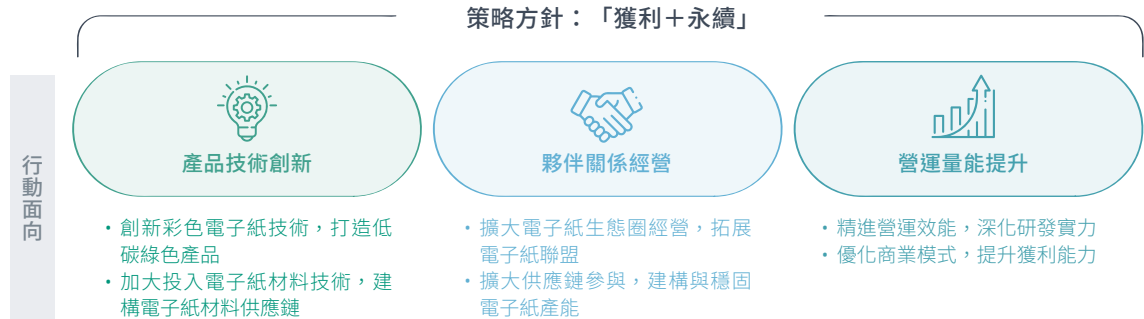 策略方針：「獲利＋永續」
行動面向
產品技術創新
・創新彩色電子紙技術，打造低
碳綠色產品
・加大投入電子紙材料技術，建
構電子紙材料供應鏈
夥伴關係經營
・擴大電子紙生態圈經營，拓展
電子紙聯盟
・擴大供應鏈參與，建構與穩固
電子紙產能
營運量能提升
・精進營運效能，深化研發實力
・優化商業模式，提升獲利能力